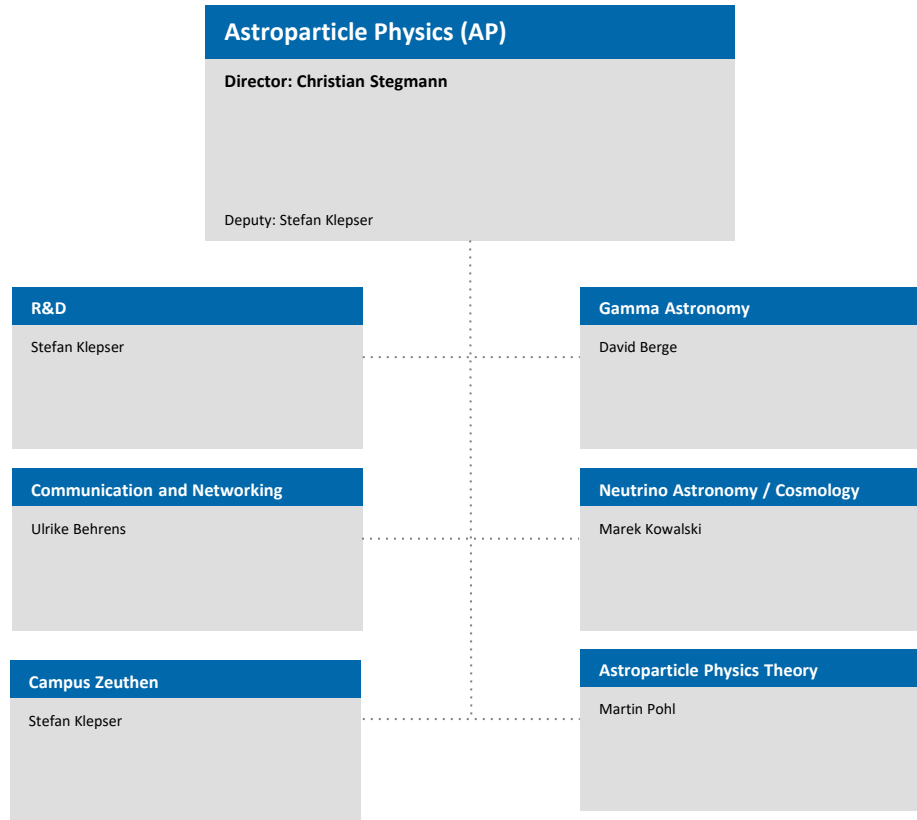 Astroparticle Physics (AP)
Director: Christian Stegmann
Deputy: Stefan Klepser
R&D
Stefan Klepser
Gamma Astronomy
David Berge
Communication and Networking
Ulrike Behrens
Neutrino Astronomy / Cosmology
Marek Kowalski
Campus Zeuthen
Stefan Klepser
Astroparticle Physics Theory
Martin Pohl